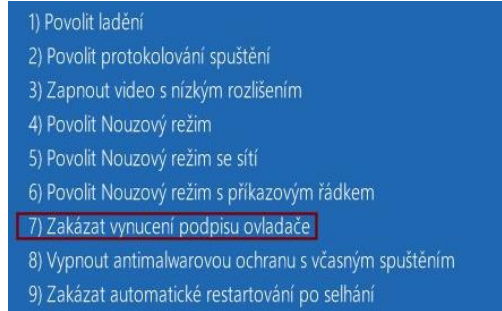 1) Povolit ladění
2) Povolit protokolování spuštění
3) Zapnout video s nízkým rozlišením
4) Povolit Nouzový režim
5) Povolit Nouzový režim se sítí
6) Povolit Nouzový režim s příkazovým řádkem
7) Zakázat vynucení podpisu ovladače
8) Vypnout antimalwarovou ochranu s včasným spuštěním
9) Zakázat automatické restartování po selhání